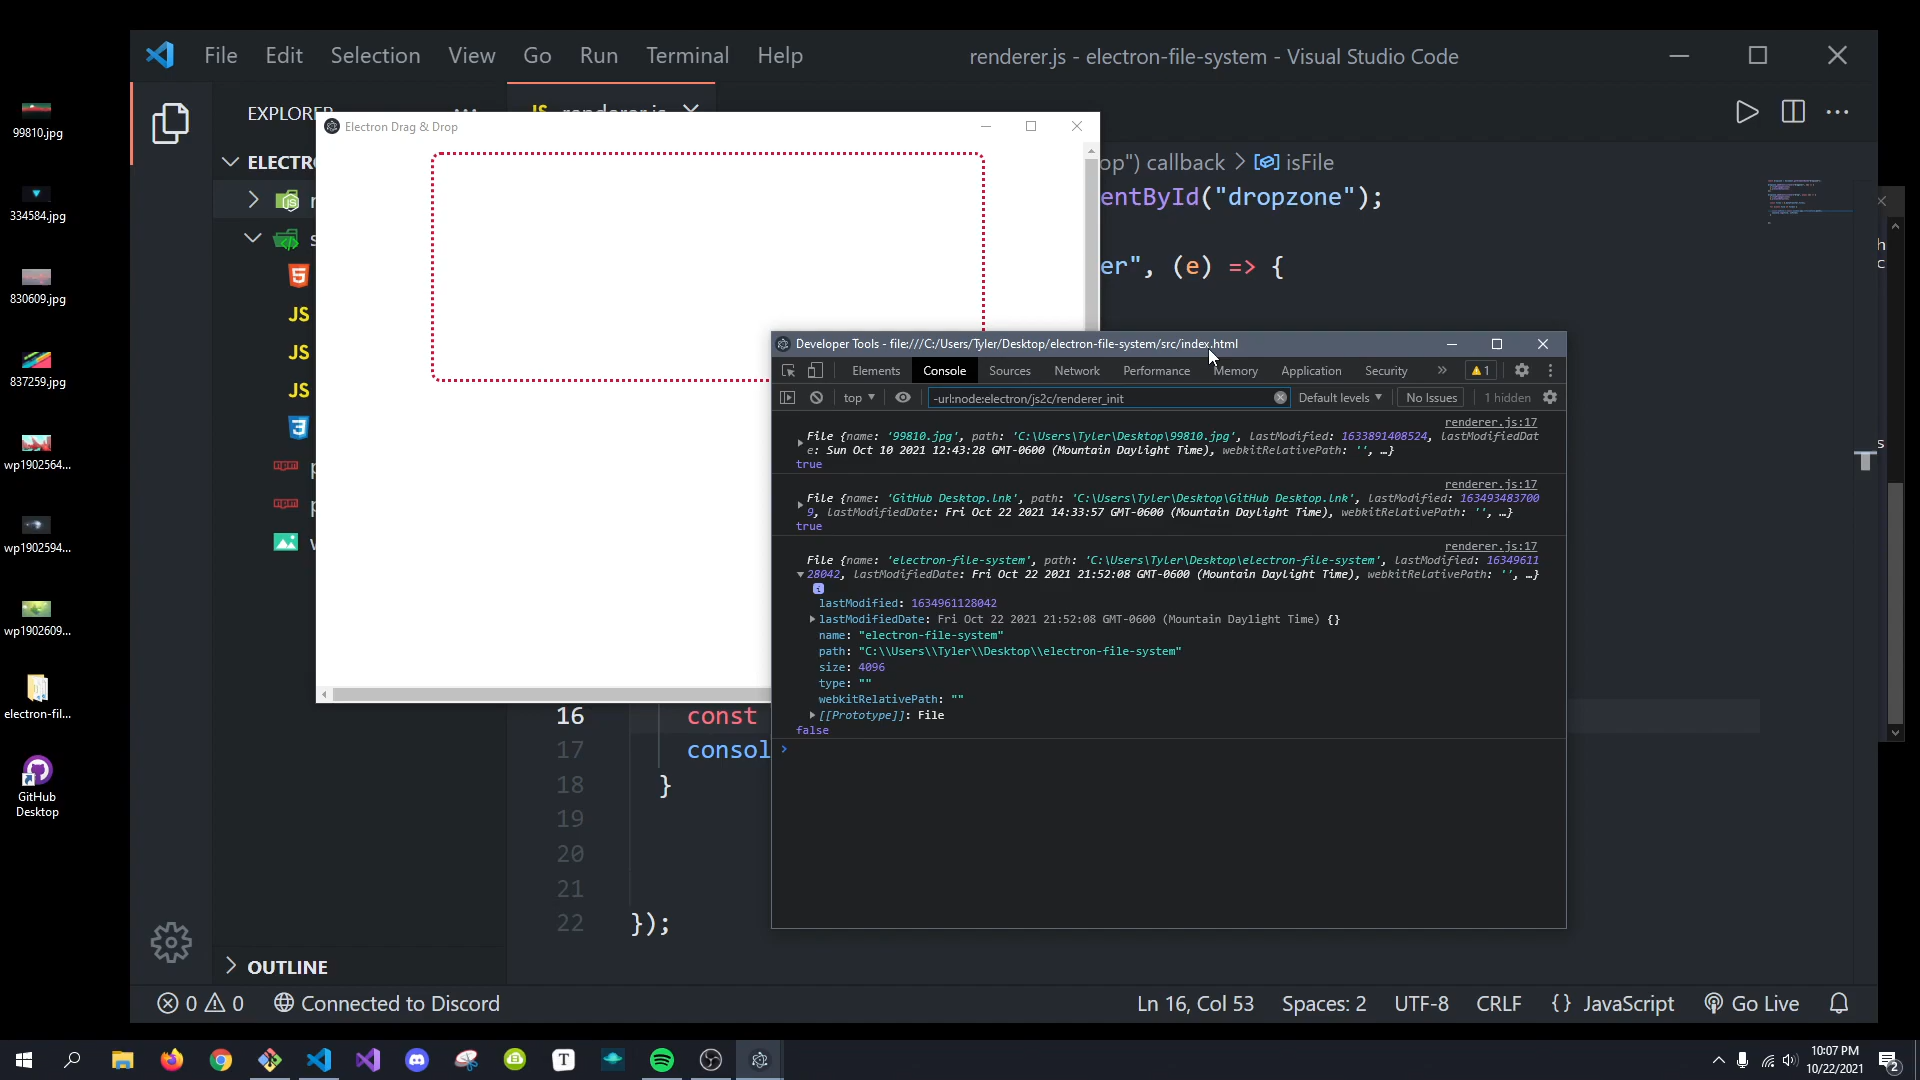 File Edit Selection View Go Run Terminal Help
renderer.js - electron-file-system - Visual Studio Code
99810.jpg
334584.jpg
830609.jpg
837259.jpg
wp1902564...
wp1902594...
wp1902609...
electron-fil...
GitHub
Desktop
EXPLORER
JS renderer.js
ELECTR
JS
JS
JS
op") callback > isFile
entById("dropzone");
er", (e) => {
Electron Drag & Drop
Developer Tools - file:///C:/Users/Tyler/Desktop/electron-file-system/src/index.html
Elements Console Sources Network Performance Memory Application Security » 1
top -url:node:electron/js2c/renderer_init Default levels No Issues 1 hidden
renderer.js:17
File {name: '99810.jpg', path: 'C:\Users\Tyler\Desktop\99810.jpg', lastModified: 1633891408524, lastModifiedDat
e: Sun Oct 10 2021 12:43:28 GMT-0600 (Mountain Daylight Time), webkitRelativePath: '', …}
true
renderer.js:17
File {name: 'GitHub Desktop.lnk', path: 'C:\Users\Tyler\Desktop\GitHub Desktop.lnk', lastModified: 163493483700
9, lastModifiedDate: Fri Oct 22 2021 14:33:57 GMT-0600 (Mountain Daylight Time), webkitRelativePath: '', …}
true
renderer.js:17
File {name: 'electron-file-system', path: 'C:\Users\Tyler\Desktop\electron-file-system', lastModified: 16349611
28042, lastModifiedDate: Fri Oct 22 2021 21:52:08 GMT-0600 (Mountain Daylight Time), webkitRelativePath: '', …}
lastModified: 1634961128042
lastModifiedDate: Fri Oct 22 2021 21:52:08 GMT-0600 (Mountain Daylight Time) {}
name: "electron-file-system"
path: "C:\\Users\\Tyler\\Desktop\\electron-file-system"
size: 4096
type: ""
webkitRelativePath: ""
[[Prototype]]: File
false
16 const
17 consol
18 }
19
20
21
22 });
OUTLINE
0 0 Connected to Discord Ln 16, Col 53 Spaces: 2 UTF-8 CRLF {} JavaScript Go Live
10:07 PM
10/22/2021
2